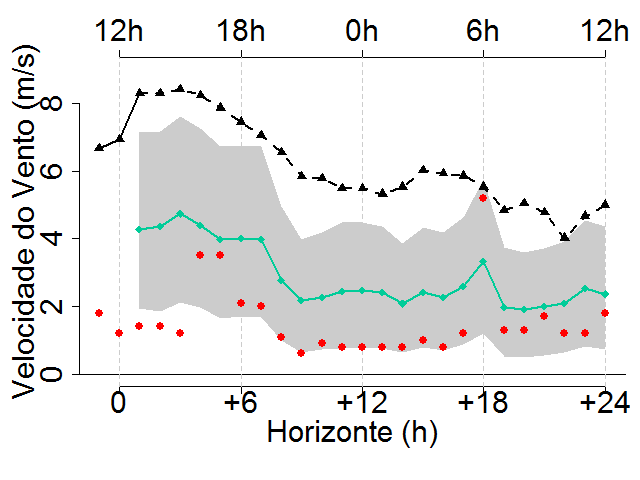 12h 18h 0h 6h 12h
Velocidade do Vento (m/s)
8
6
4
2
0
0 +6 +12 +18 +24
Horizonte (h)